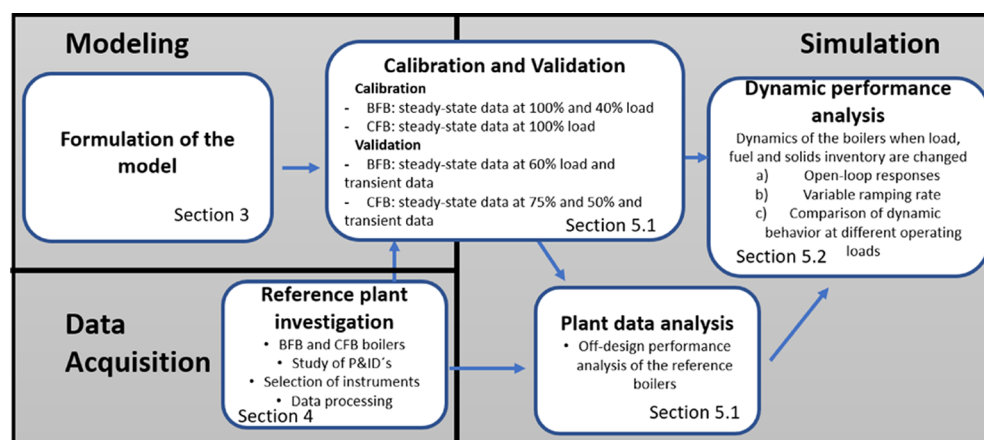 Modeling
Formulation of the
model
Section 3
Calibration and Validation
Calibration
- BFB: steady-state data at 100% and 40% load
- CFB: steady-state data at 100% load
Validation
- BFB: steady-state data at 60% load and
transient data
- CFB: steady-state data at 75% and 50% and
transient data
Section 5.1
Simulation
Dynamic performance
analysis
Dynamics of the boilers when load,
fuel and solids inventory are changed
a) Open-loop responses
b) Variable ramping rate
c) Comparison of dynamic
behavior at different operating
loads
Section 5.2
Data
Acquisition
Reference plant
investigation
• BFB and CFB boilers
• Study of P&ID´s
• Selection of instruments
• Data processing
Section 4
Plant data analysis
• Off-design performance
analysis of the reference
boilers
Section 5.1